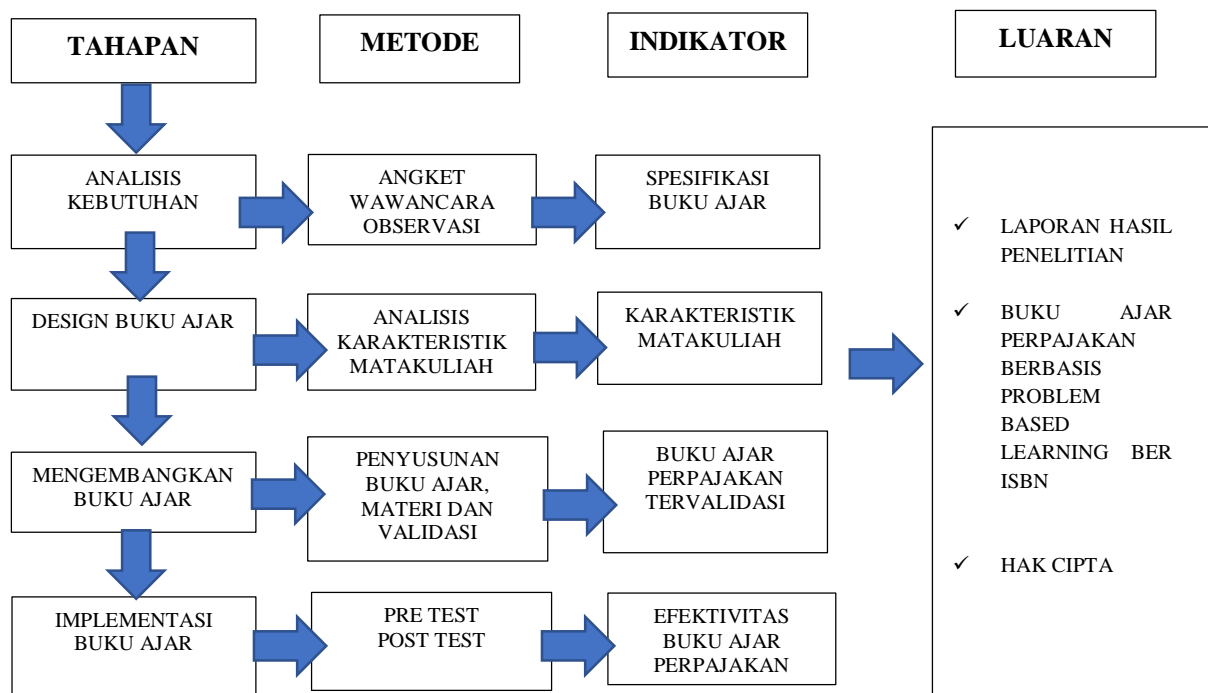 TAHAPAN
METODE
INDIKATOR
LUARAN
ANALISIS
KEBUTUHAN
ANGKET
WAWANCARA
OBSERVASI
SPESIFIKASI
BUKU AJAR
DESIGN BUKU AJAR
ANALISIS
KARAKTERISTIK
MATAKULIAH
KARAKTERISTIK
MATAKULIAH
MENGEMBANGKAN
BUKU AJAR
PENYUSUNAN
BUKU AJAR,
MATERI DAN
VALIDASI
BUKU AJAR
PERPAJAKAN
TERVALIDASI
IMPLEMENTASI
BUKU AJAR
PRE TEST
POST TEST
EFEKTIVITAS
BUKU AJAR
PERPAJAKAN
✓ LAPORAN HASIL
PENELITIAN
✓ BUKU AJAR
PERPAJAKAN
BERBASIS
PROBLEM
BASED
LEARNING BER
ISBN
✓ HAK CIPTA